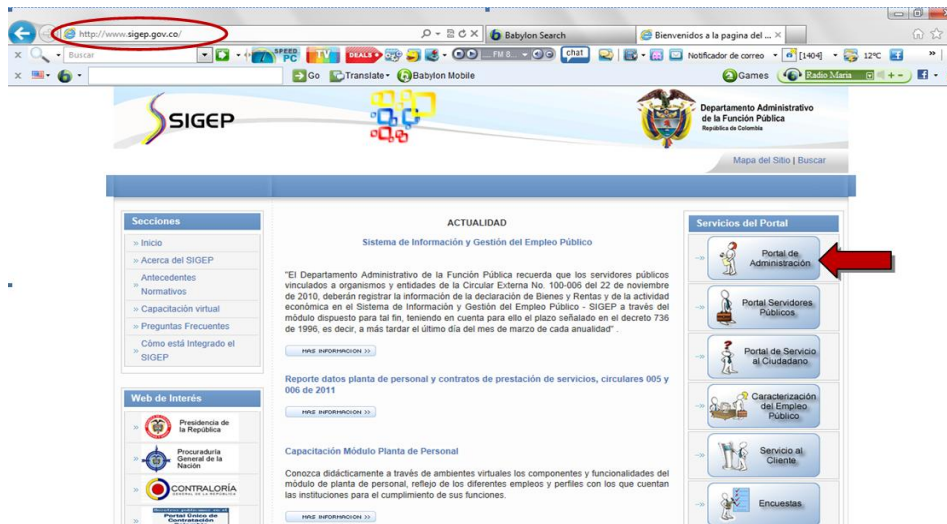 http://www.sigep.gov.co/
Babylon Search
Bienvenidos a la pagina del ...
Buscar
SPEED PC
TV
DEALS
FM 8...
chat
Notificador de correo
[1404]
12ºC
Go
Translate
Babylon Mobile
Games
Radio Maria
SIGEP
Departamento Administrativo
de la Función Pública
República de Colombia
Mapa del Sitio | Buscar
Secciones
» Inicio
» Acerca del SIGEP
» Antecedentes
Normativos
» Capacitación virtual
» Preguntas Frecuentes
» Cómo está Integrado el
SIGEP
Web de Interés
» Presidencia de
la República
» Procuraduría
General de la
Nación
» CONTRALORÍA
GENERAL DE LA REPÚBLICA
» Portal Único de
Contratación
ACTUALIDAD
Sistema de Información y Gestión del Empleo Público
"El Departamento Administrativo de la Función Pública recuerda que los servidores públicos
vinculados a organismos y entidades de la Circular Externa No. 100-006 del 22 de noviembre
de 2010, deberán registrar la información de la declaración de Bienes y Rentas y de la actividad
económica en el Sistema de Información y Gestión del Empleo Público - SIGEP a través del
módulo dispuesto para tal fin, teniendo en cuenta para ello el plazo señalado en el decreto 736
de 1996, es decir, a más tardar el último día del mes de marzo de cada anualidad" .
MAS INFORMACION >>
Reporte datos planta de personal y contratos de prestación de servicios, circulares 005 y
006 de 2011
MAS INFORMACION >>
Capacitación Módulo Planta de Personal
Conozca didácticamente a través de ambientes virtuales los componentes y funcionalidades del
módulo de planta de personal, reflejo de los diferentes empleos y perfiles con los que cuentan
las instituciones para el cumplimiento de sus funciones.
MAS INFORMACION >>
Servicios del Portal
Portal de
Administración
Portal Servidores
Públicos
Portal de Servicio
al Ciudadano
Caracterización
del Empleo
Público
Servicio al
Cliente
Encuestas